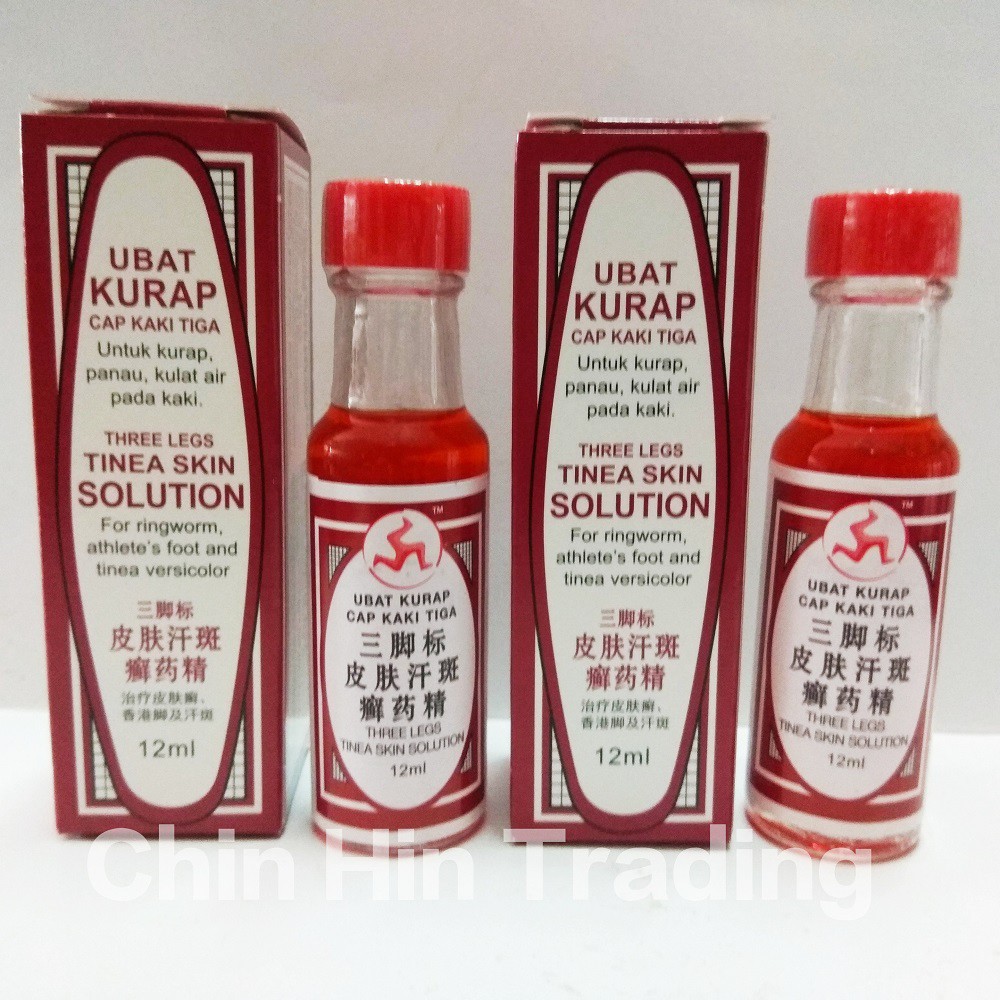 UBAT
KURAP
CAP KAKI TIGA
Untuk kurap,
panau, kulat air
pada kaki.
THREE LEGS
TINEA SKIN
SOLUTION
For ringworm,
athlete's foot and
tinea versicolor
三脚标
皮肤汗斑
癣药精
治疗皮肤癣、
香港脚及汗斑
12ml
TM
UBAT KURAP
CAP KAKI TIGA
三脚标
皮肤汗斑
癣药精
THREE LEGS
TINEA SKIN SOLUTION
12ml
UBAT
KURAP
CAP KAKI TIGA
Untuk kurap,
panau, kulat air
pada kaki.
THREE LEGS
TINEA SKIN
SOLUTION
For ringworm,
athlete's foot and
tinea versicolor
三脚标
皮肤汗斑
癣药精
治疗皮肤癣、
香港脚及汗斑
12ml
TM
UBAT KURAP
CAP KAKI TIGA
三脚标
皮肤汗斑
癣药精
THREE LEGS
TINEA SKIN SOLUTION
12ml
Chin Hin Trading